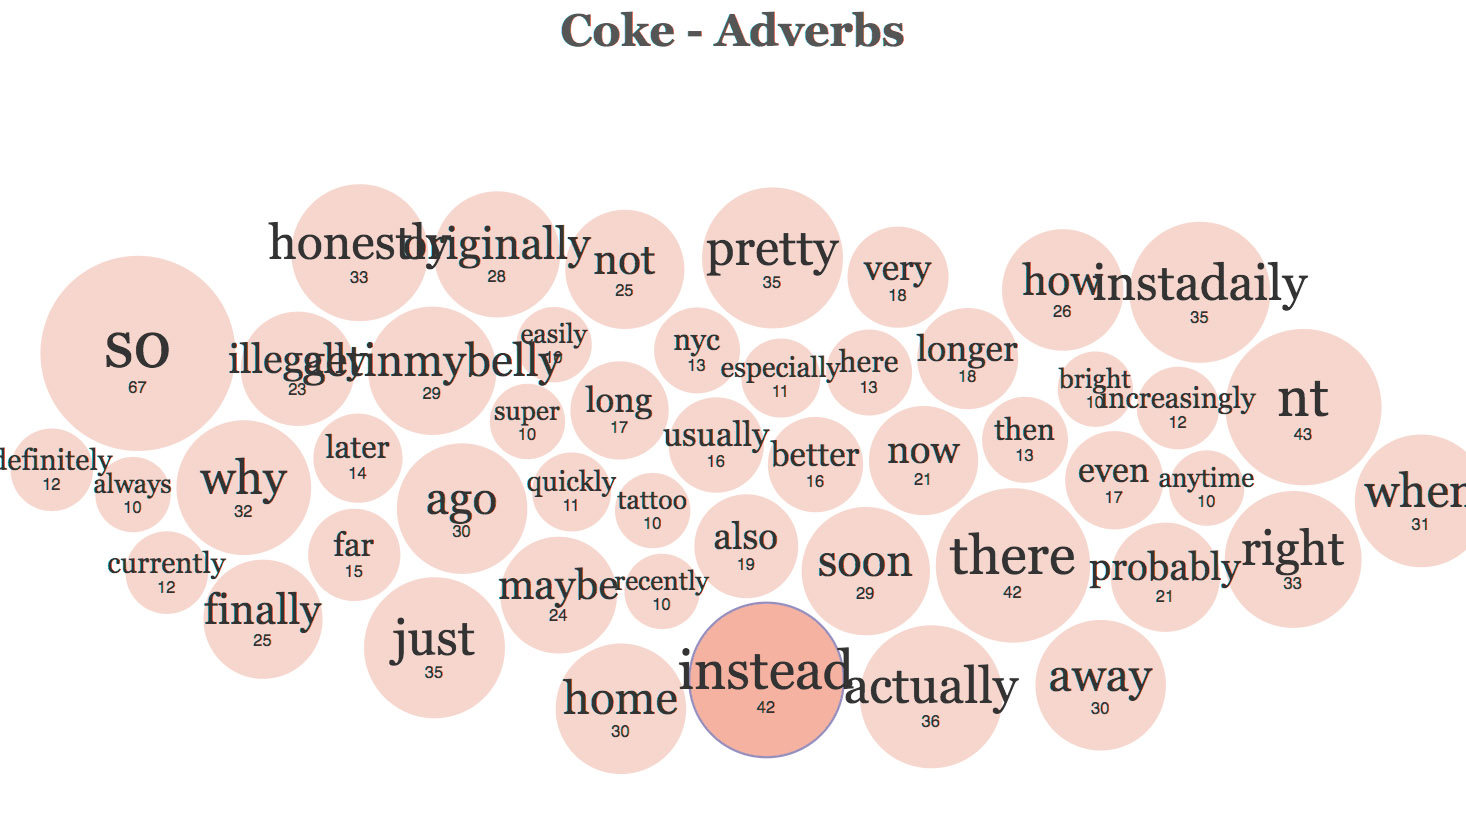 Coke - Adverbs
honestly
33
originally
28
not
25
pretty
35
very
18
how
26
instadaily
35
so
67
illegally
23
getinmybelly
29
easily
10
nyc
13
especially
11
here
13
longer
18
bright
10
increasingly
12
nt
43
super
10
long
17
usually
16
better
16
now
21
then
13
even
17
anytime
10
when
31
definitely
12
always
10
why
32
later
14
ago
30
quickly
11
tattoo
10
also
19
soon
29
there
42
probably
21
right
33
currently
12
far
15
maybe
24
recently
10
finally
25
just
35
home
30
instead
42
actually
36
away
30